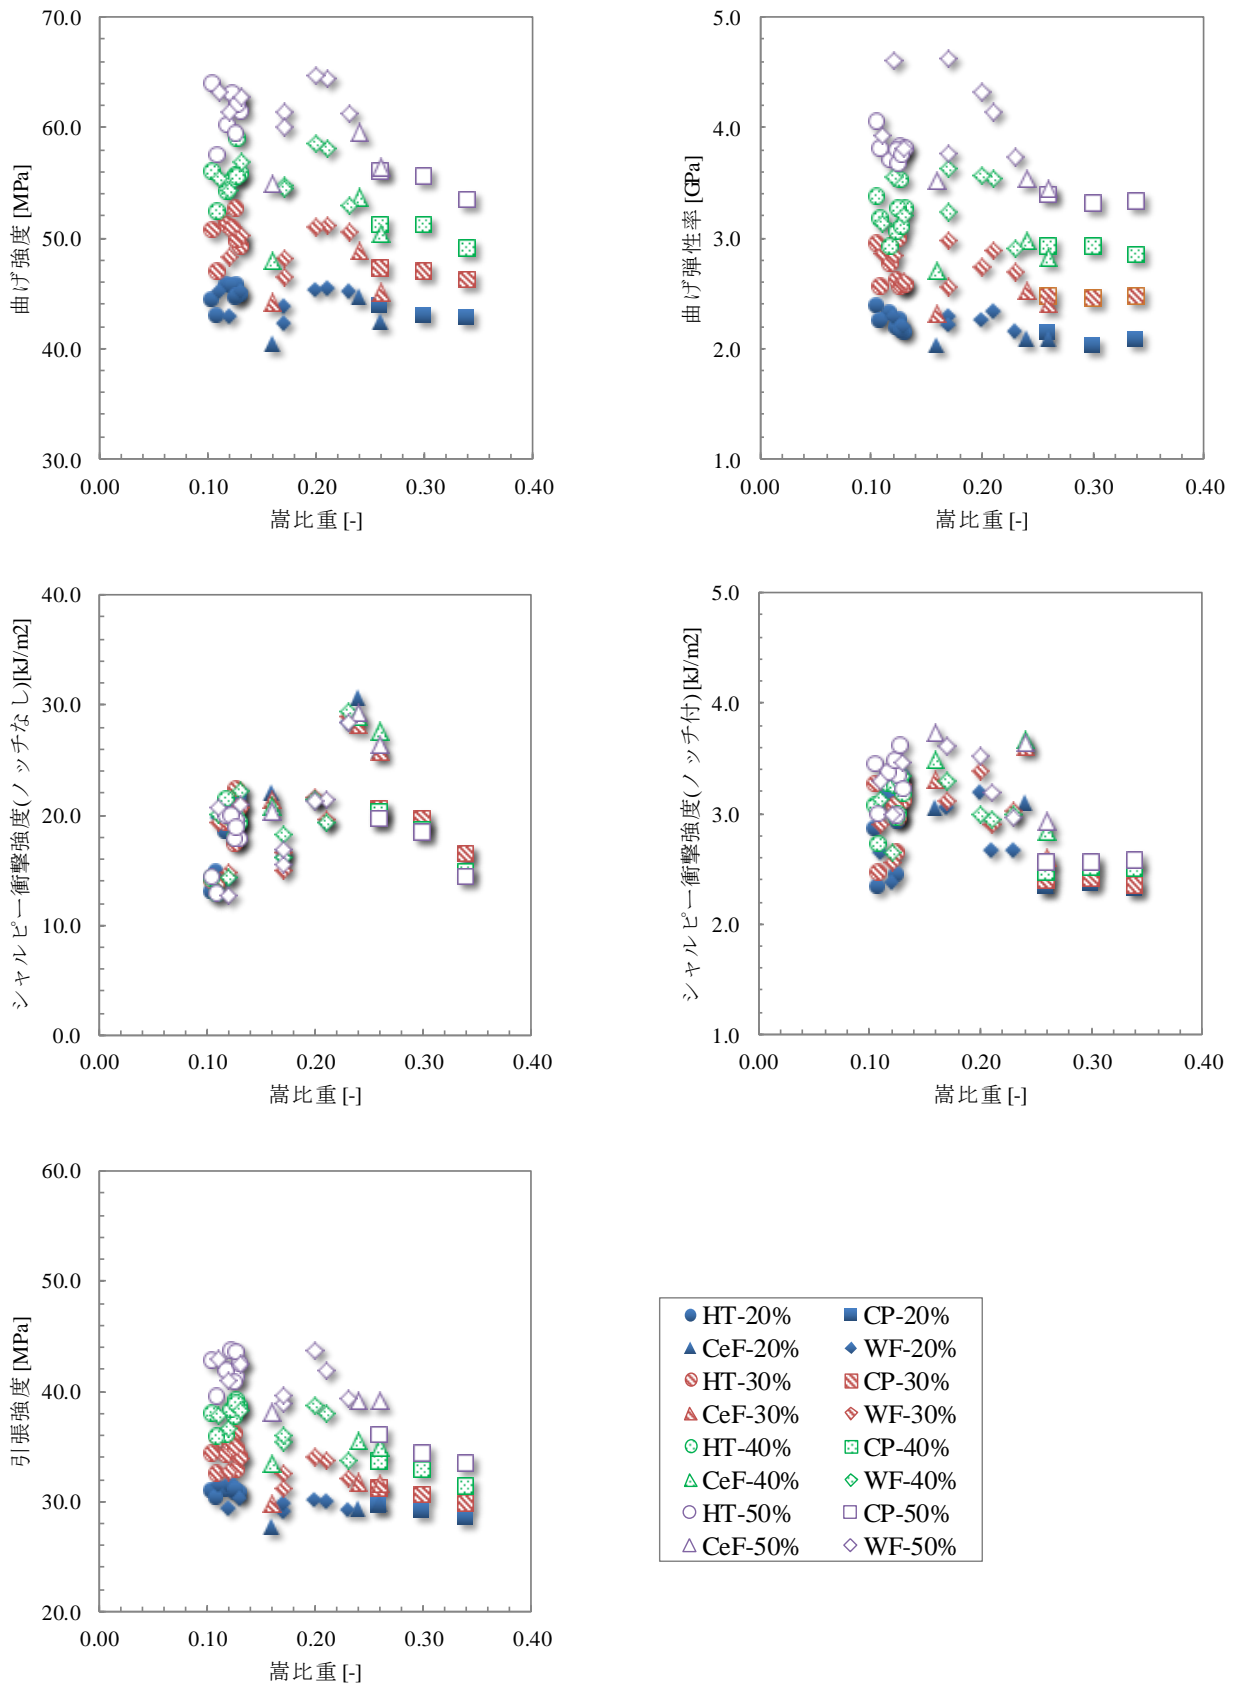 70.0
60.0
50.0
40.0
30.0
0.00 0.10 0.20 0.30 0.40
曲げ強度 [MPa]
嵩比重 [-]
5.0
4.0
3.0
2.0
1.0
0.00 0.10 0.20 0.30 0.40
曲げ弾性率 [GPa]
嵩比重 [-]
40.0
30.0
20.0
10.0
0.0
0.00 0.10 0.20 0.30 0.40
シャルピー衝撃強度(ノッチなし)[kJ/m2]
嵩比重 [-]
5.0
4.0
3.0
2.0
1.0
0.00 0.10 0.20 0.30 0.40
シャルピー衝撃強度(ノッチ付)[kJ/m2]
嵩比重 [-]
60.0
50.0
40.0
30.0
20.0
0.00 0.10 0.20 0.30 0.40
引張強度 [MPa]
嵩比重 [-]
HT-20% CP-20%
CeF-20% WF-20%
HT-30% CP-30%
CeF-30% WF-30%
HT-40% CP-40%
CeF-40% WF-40%
HT-50% CP-50%
CeF-50% WF-50%